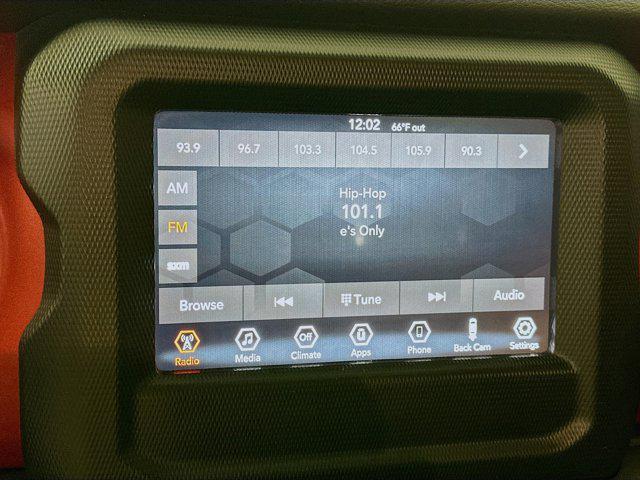 12:02 66°F out
93.9 96.7 103.3 104.5 105.9 90.3
AM
Hip-Hop
101.1
FM
e's Only
sxm
Browse Tune Audio
Off
Radio Media Climate Apps Phone Back Cam Settings